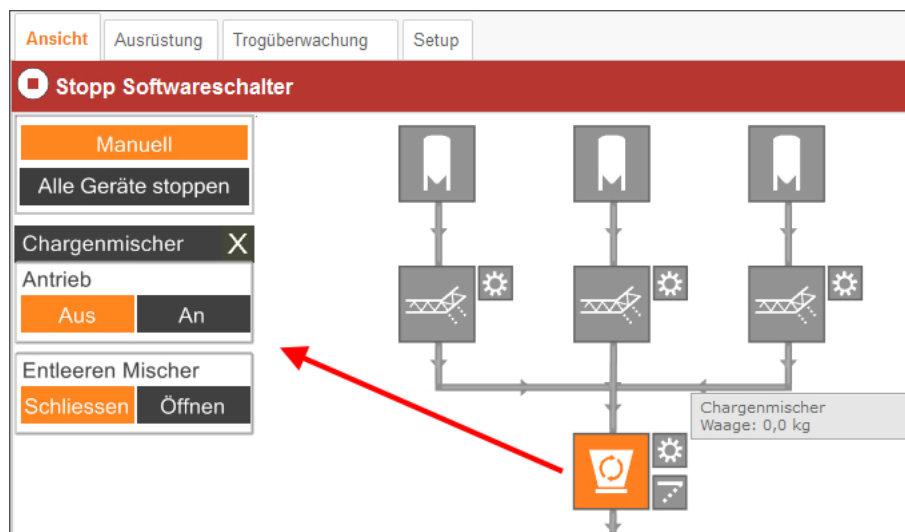 Ansicht Ausrüstung Trogüberwachung Setup
Stopp Softwareschalter
Manuell
Alle Geräte stoppen
Chargenmischer X
Antrieb
Aus An
Entleeren Mischer
Schliessen Öffnen
Chargenmischer
Waage: 0,0 kg